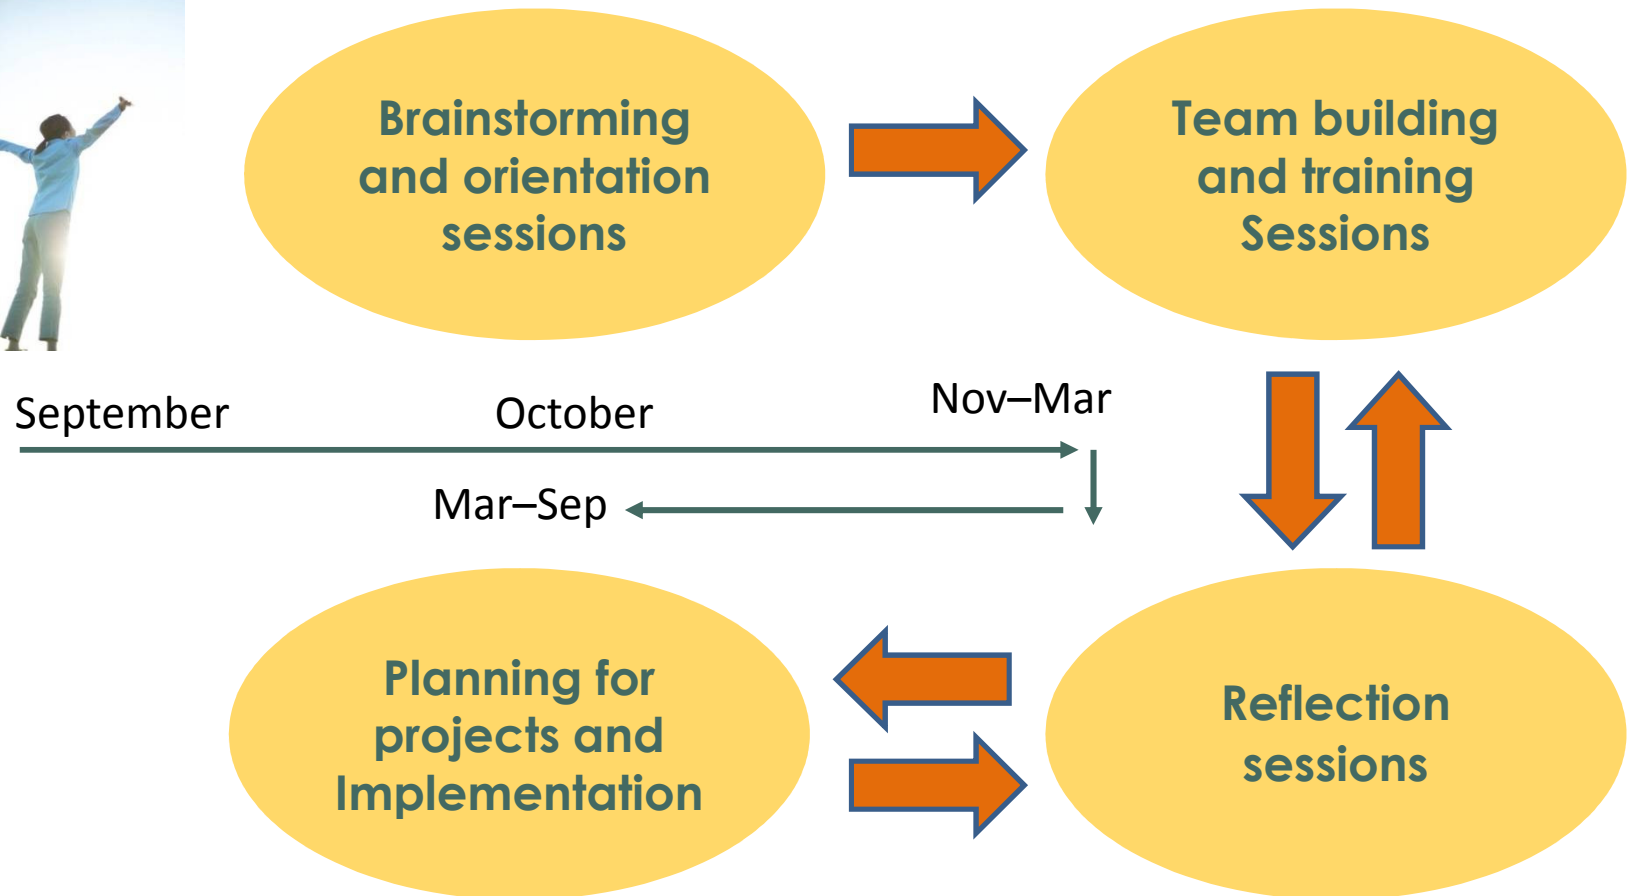 Brainstorming
and orientation
sessions
Team building
and training
Sessions
September
October
Nov–Mar
Mar–Sep
Planning for
projects and
Implementation
Reflection
sessions